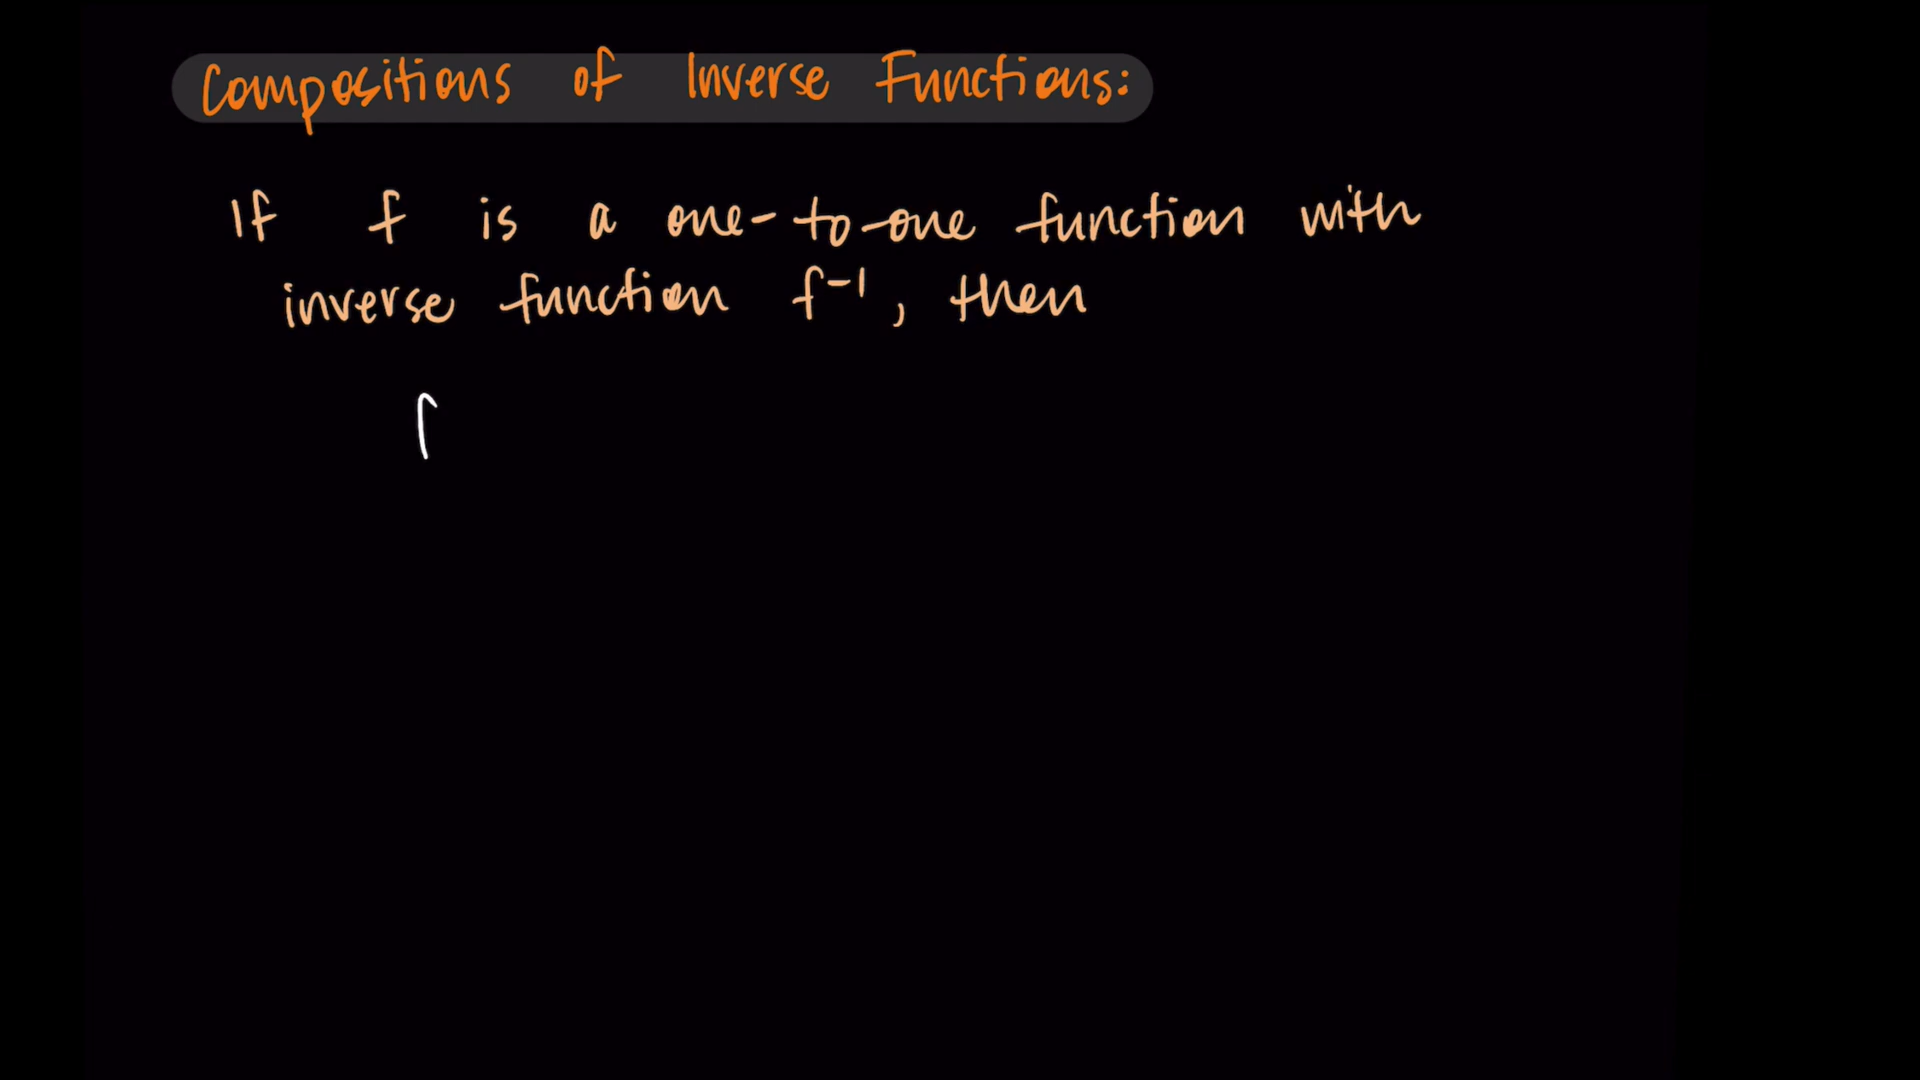 Compositions of Inverse Functions:
If f is a one-to-one function with
inverse function f⁻¹, then